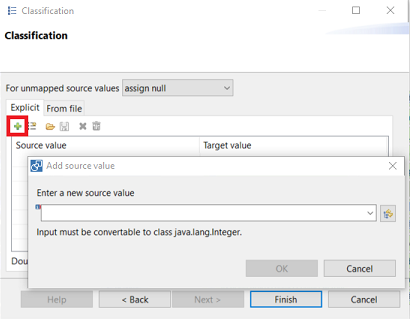 Classification
Classification
For unmapped source values assign null
Explicit From file
Source value Target value
Add source value
Enter a new source value
Input must be convertable to class java.lang.Integer.
OK Cancel
Dou
Help < Back Next > Finish Cancel